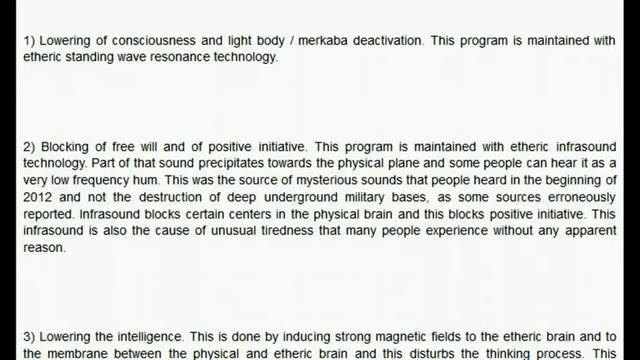 1) Lowering of consciousness and light body / merkaba deactivation. This program is maintained with
etheric standing wave resonance technology.
2) Blocking of free will and of positive initiative. This program is maintained with etheric infrasound
technology. Part of that sound precipitates towards the physical plane and some people can hear it as a
very low frequency hum. This was the source of mysterious sounds that people heard in the beginning of
2012 and not the destruction of deep underground military bases, as some sources erroneously
reported. Infrasound blocks certain centers in the physical brain and this blocks positive initiative. This
infrasound is also the cause of unusual tiredness that many people experience without any apparent
reason.
3) Lowering the intelligence. This is done by inducing strong magnetic fields to the etheric brain and to
the membrane between the physical and etheric brain and this disturbs the thinking process. This